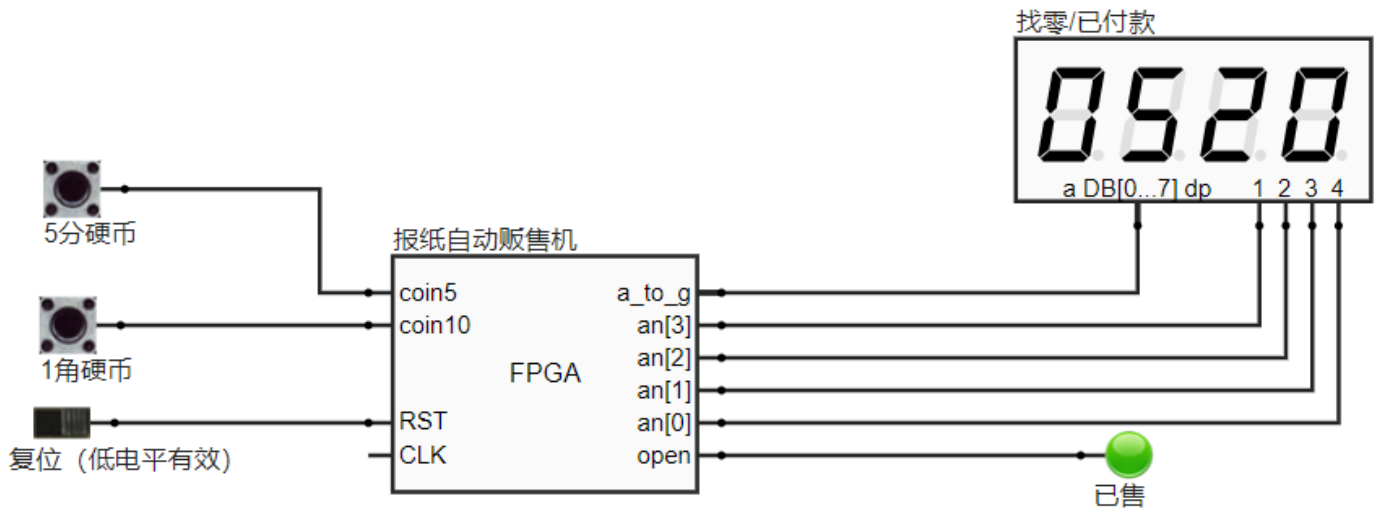 找零/已付款
0520
a DB[0...7] dp 1 2 3 4
5分硬币
报纸自动贩售机
coin5
a_to_g
coin10
an[3]
1角硬币
an[2]
FPGA
an[1]
RST
an[0]
复位（低电平有效）
CLK
open
已售